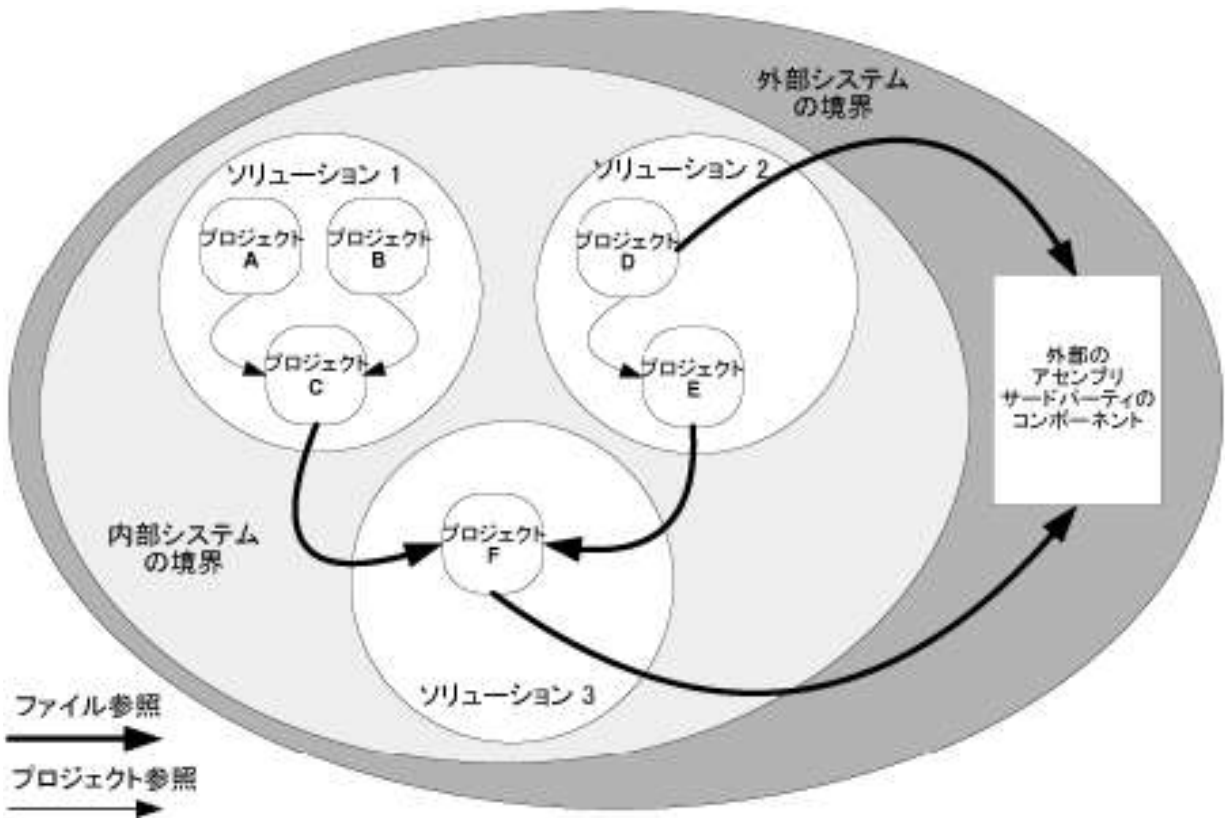 外部システム
の境界
ソリューション 1
ソリューション 2
プロジェクト
A
プロジェクト
B
プロジェクト
D
プロジェクト
C
プロジェクト
E
外部の
アセンブリ
サードパーティの
コンポーネント
内部システム
の境界
プロジェクト
F
ソリューション 3
ファイル参照
プロジェクト参照